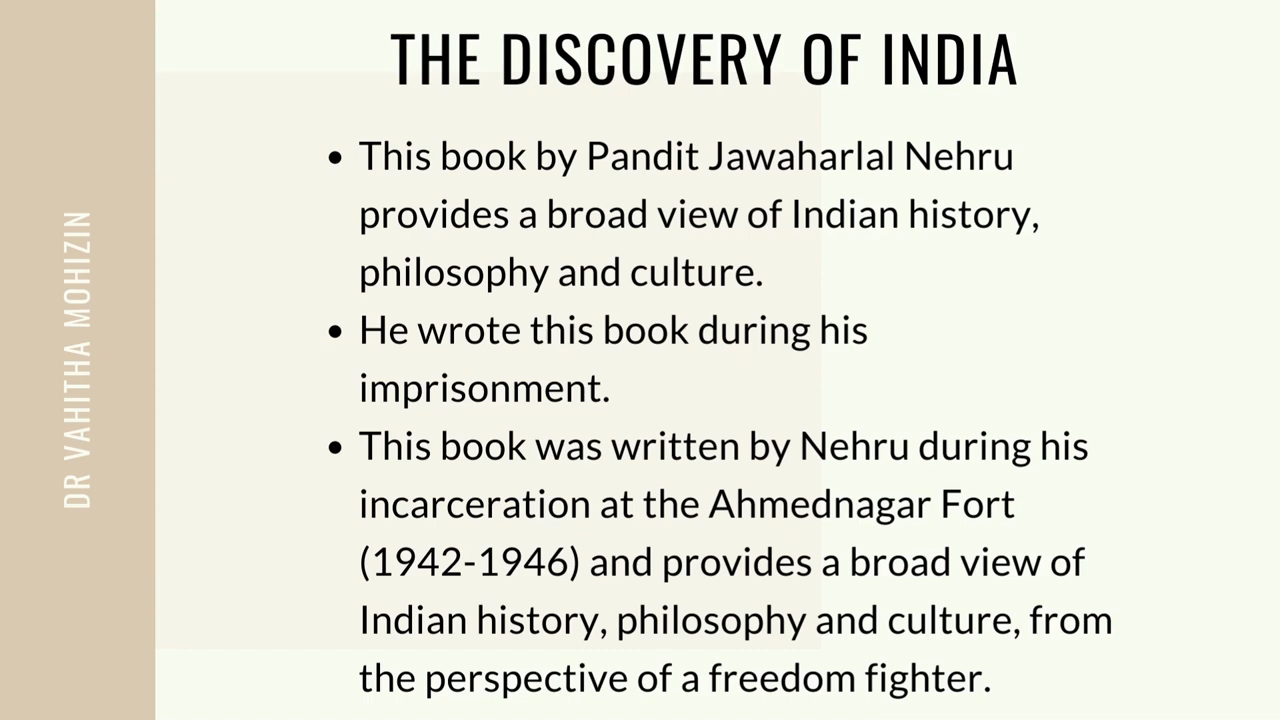 THE DISCOVERY OF INDIA
• This book by Pandit Jawaharlal Nehru
provides a broad view of Indian history,
philosophy and culture.
• He wrote this book during his
imprisonment.
• This book was written by Nehru during his
incarceration at the Ahmednagar Fort
(1942-1946) and provides a broad view of
Indian history, philosophy and culture, from
the perspective of a freedom fighter.
DR VAHITHA MOHIZIN